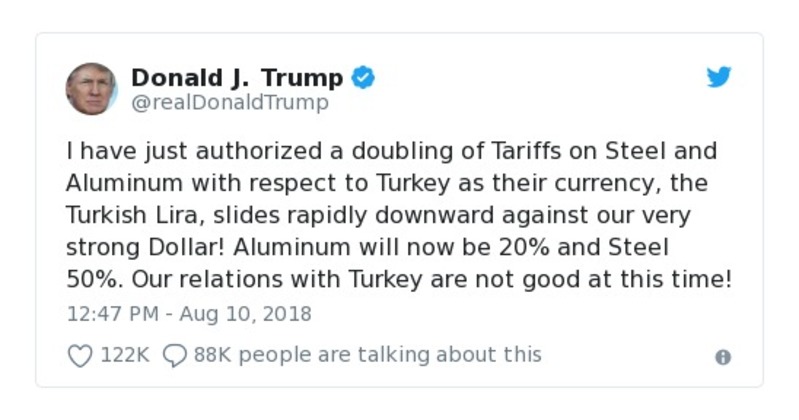 Donald J. Trump
@realDonaldTrump
I have just authorized a doubling of Tariffs on Steel and
Aluminum with respect to Turkey as their currency, the
Turkish Lira, slides rapidly downward against our very
strong Dollar! Aluminum will now be 20% and Steel
50%. Our relations with Turkey are not good at this time!
12:47 PM - Aug 10, 2018
122K 88K people are talking about this